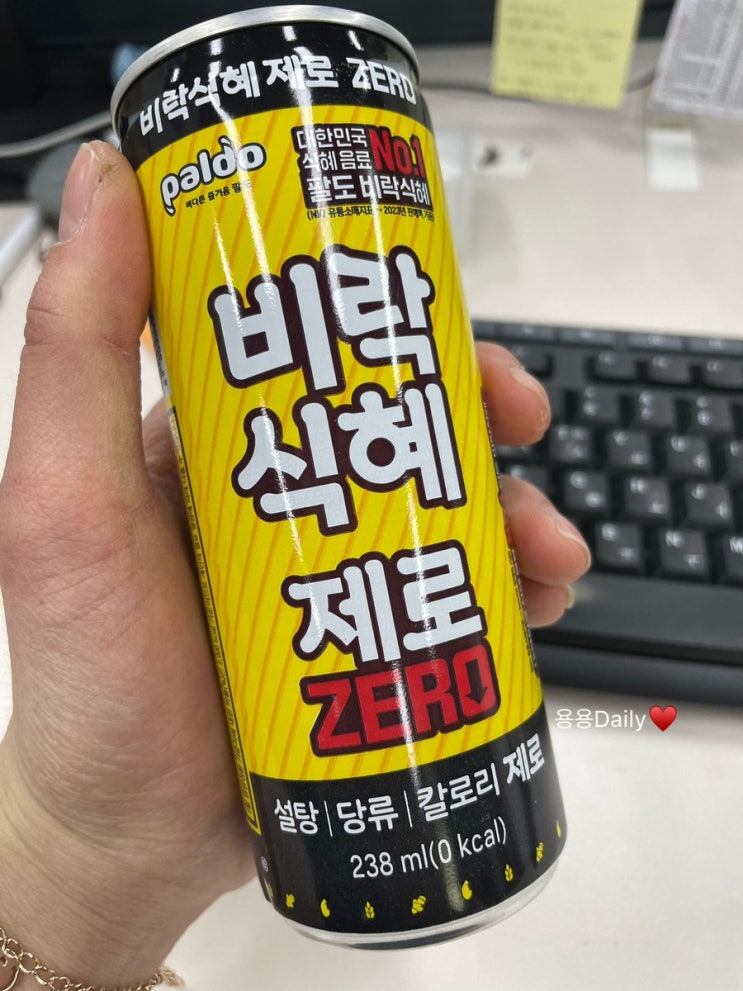 비락식혜 제로 ZERO
paldo
대한민국
식혜 음료 No.1
팔도 비락식혜
비락
식혜
제로
ZERO
설탕|당류|칼로리 제로
238 ml(0 kcal)
용용Daily❤️